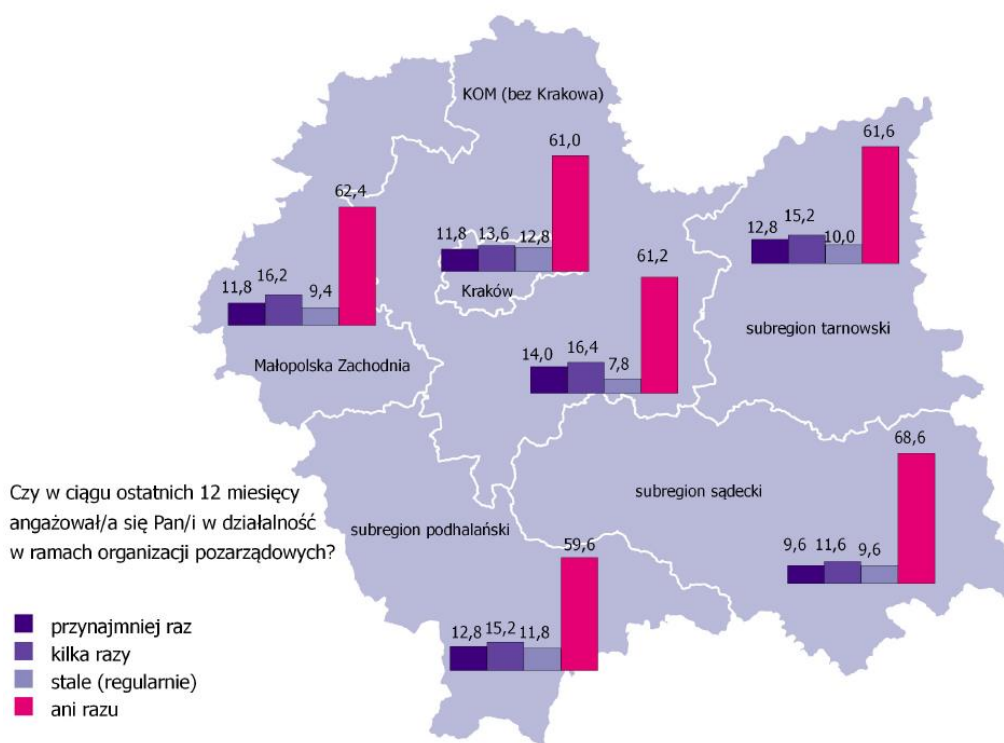 KOM (bez Krakowa)
61,0
11,8 13,6 12,8
Kraków
61,6
12,8 15,2 10,0
subregion tarnowski
62,4
11,8 16,2 9,4
Małopolska Zachodnia
61,2
14,0 16,4 7,8
68,6
subregion sądecki
9,6 11,6 9,6
subregion podhalański
59,6
12,8 15,2 11,8
Czy w ciągu ostatnich 12 miesięcy
angażował/a się Pan/i w działalność
w ramach organizacji pozarządowych?
przynajmniej raz
kilka razy
stale (regularnie)
ani razu